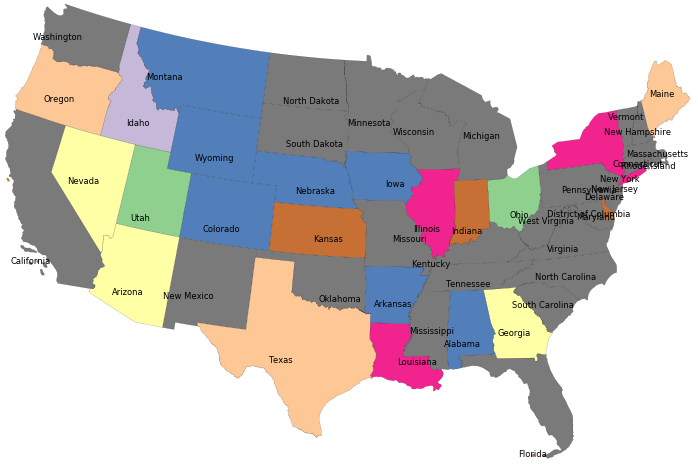 Washington
Montana
Maine
Oregon
North Dakota
Vermont
Idaho
Minnesota
Wisconsin
New Hampshire
Michigan
South Dakota
Massachusetts
Wyoming
Connecticut
Rhode Island
Nevada
Nebraska
Iowa
New York
Pennsylvania
New Jersey
Delaware
Utah
Ohio
District of Columbia
Maryland
West Virginia
Colorado
Illinois
Indiana
Kansas
Missouri
Virginia
California
Kentucky
North Carolina
Arizona
New Mexico
Tennessee
Oklahoma
Arkansas
South Carolina
Mississippi
Georgia
Alabama
Texas
Louisiana
Florida